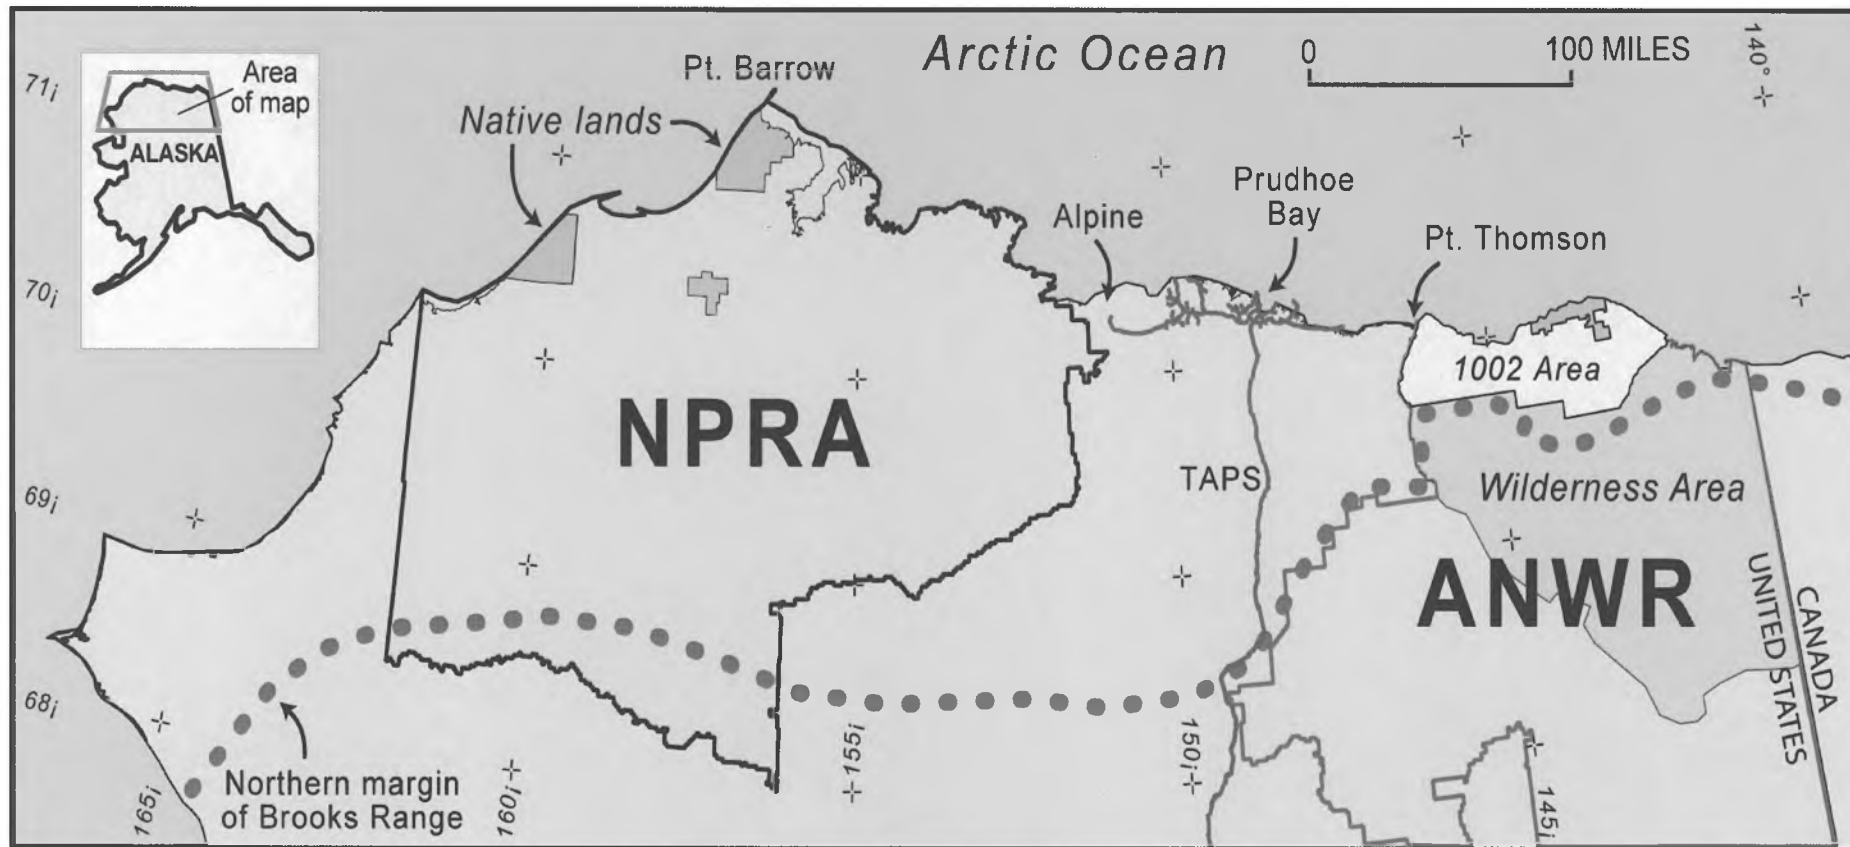 Arctic Ocean
0 100 MILES
140°
71¡
Area
of map
ALASKA
Pt. Barrow
Native lands
Prudhoe
Bay
Alpine
Pt. Thomson
70¡
1002 Area
NPRA
TAPS
Wilderness Area
69¡
ANWR
CANADA
UNITED STATES
68¡
Northern margin
of Brooks Range
165¡
160¡
155¡
150¡
145¡